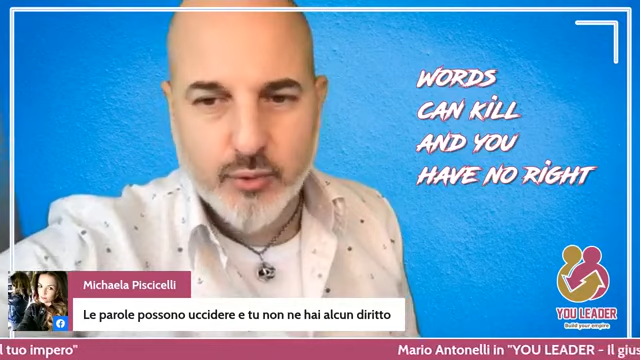 WORDS
CAN KILL
AND YOU
HAVE NO RIGHT
YOU LEADER
Build your empire
Michaela Piscicelli
Le parole possono uccidere e tu non ne hai alcun diritto
l tuo impero" Mario Antonelli in "YOU LEADER - Il gius